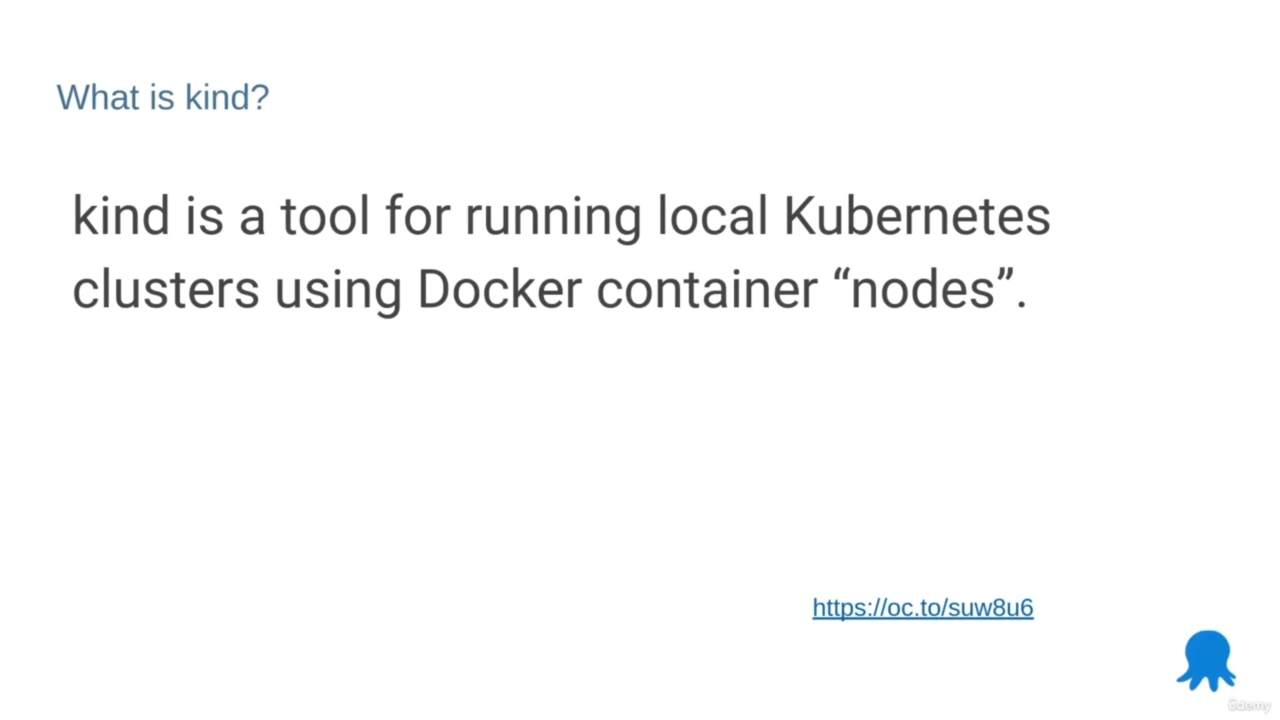 What is kind?
kind is a tool for running local Kubernetes
clusters using Docker container “nodes”.
https://oc.to/suw8u6
ûdemy